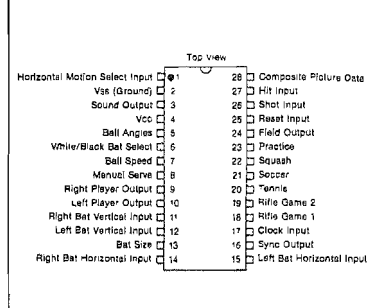 Top View
Horizontal Motion Select Input 1 28 Composite Picture Data
Vss (Ground) 2 27 Hit Input
Sound Output 3 26 Shot Input
Vcc 4 25 Reset Input
Ball Angles 5 24 Field Output
White/Black Bat Select 6 23 Practice
Ball Speed 7 22 Squash
Manual Serve 8 21 Soccer
Right Player Output 9 20 Tennis
Left Player Output 10 19 Rifle Game 2
Right Bat Vertical Input 11 18 Rifle Game 1
Left Bat Vertical Input 12 17 Clock Input
Bat Size 13 16 Sync Output
Right Bat Horizontal Input 14 15 Left Bat Horizontal Input